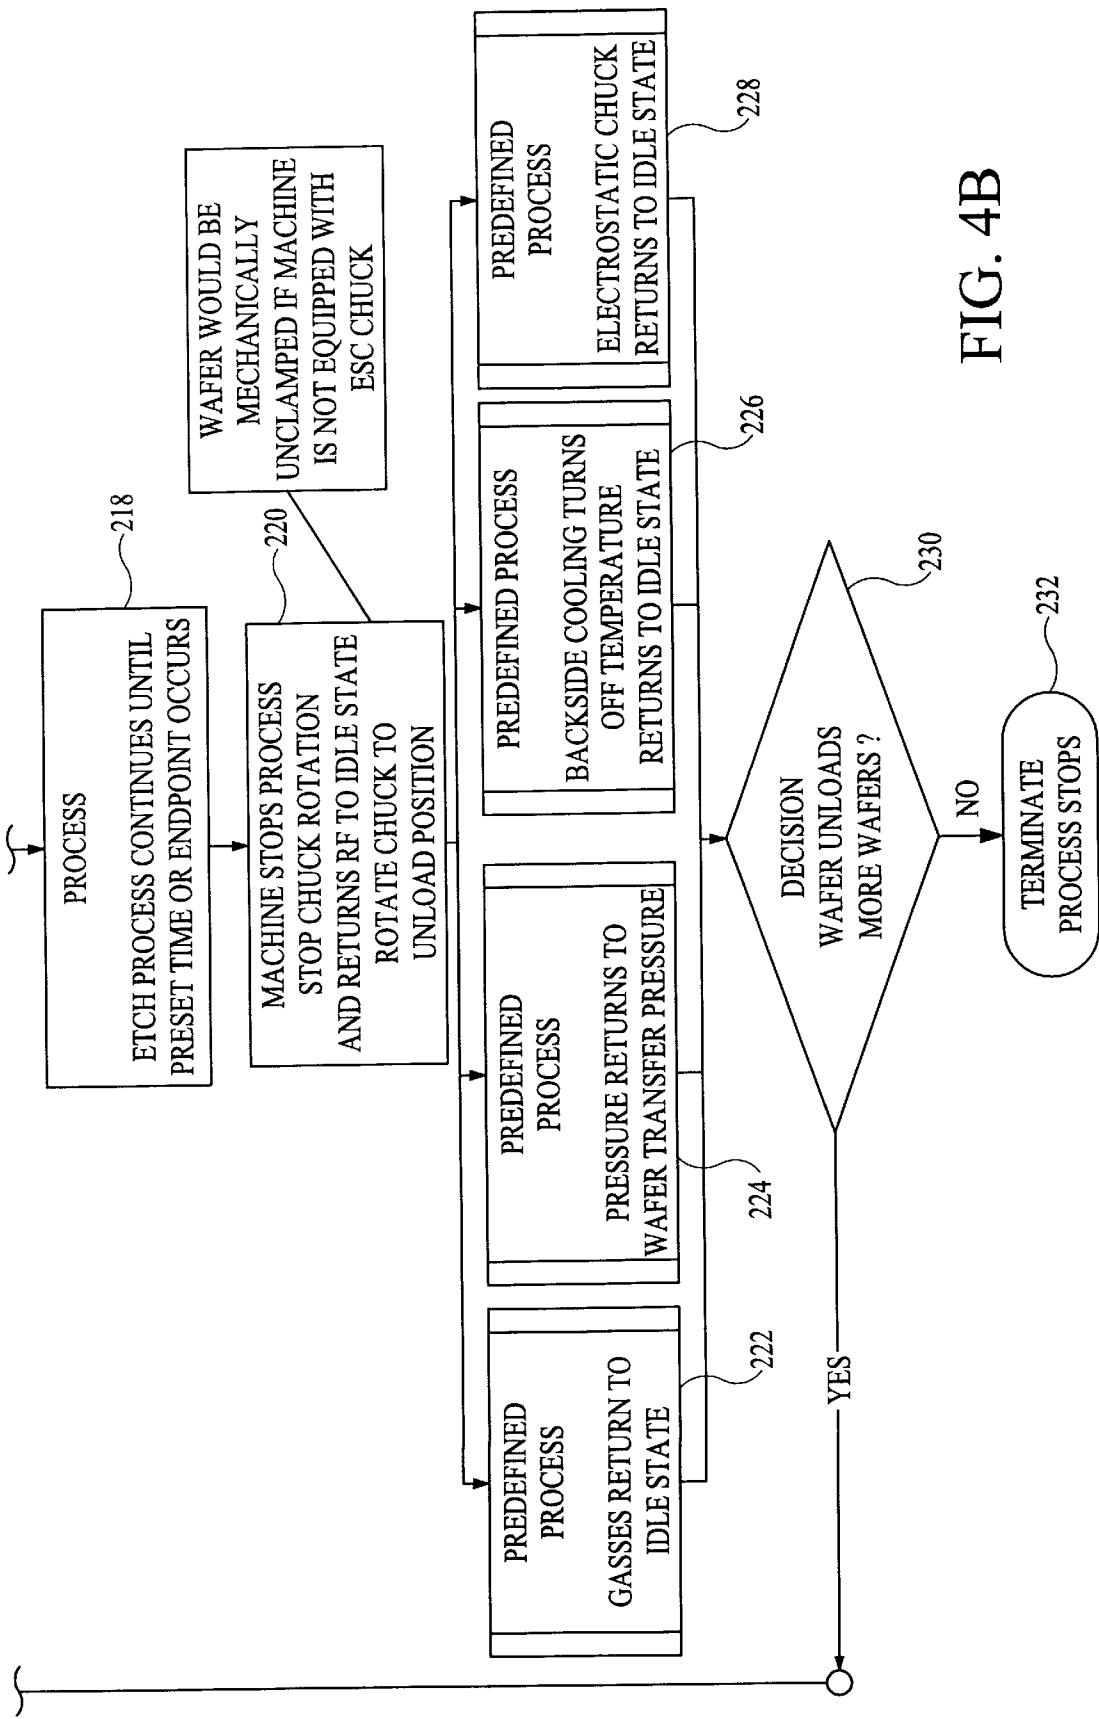 PROCESS
ETCH PROCESS CONTINUES UNTIL
PRESET TIME OR ENDPOINT OCCURS
218
MACHINE STOPS PROCESS
STOP CHUCK ROTATION
AND RETURNS RF TO IDLE STATE
ROTATE CHUCK TO
UNLOAD POSITION
220
WAFER WOULD BE
MECHANICALLY
UNCLAMPED IF MACHINE
IS NOT EQUIPPED WITH
ESC CHUCK
PREDEFINED
PROCESS
GASSES RETURN TO
IDLE STATE
222
PREDEFINED
PROCESS
PRESSURE RETURNS TO
WAFER TRANSFER PRESSURE
224
PREDEFINED PROCESS
BACKSIDE COOLING TURNS
OFF TEMPERATURE
RETURNS TO IDLE STATE
226
PREDEFINED
PROCESS
ELECTROSTATIC CHUCK
RETURNS TO IDLE STATE
228
DECISION
WAFER UNLOADS
MORE WAFERS ?
230
YES
NO
TERMINATE
PROCESS STOPS
232
FIG. 4B